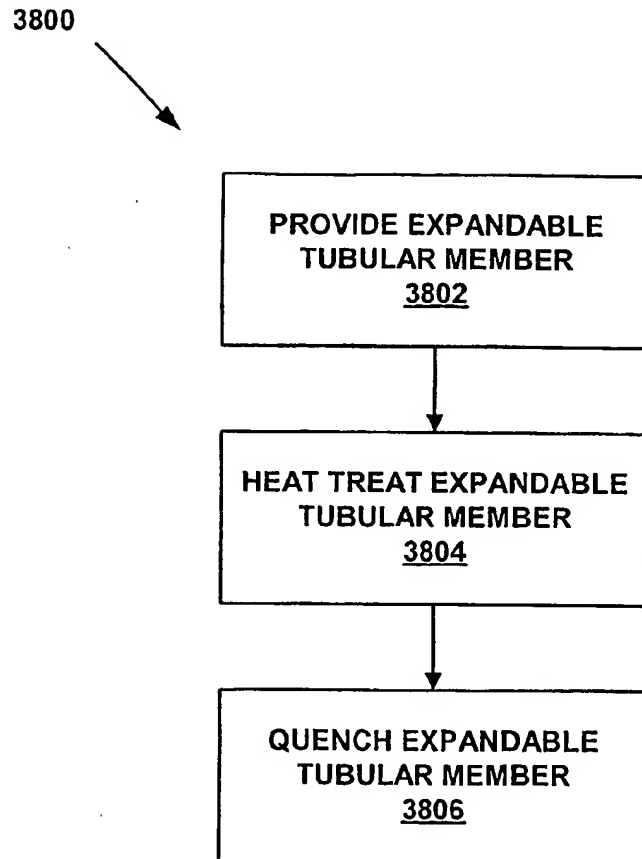 3800
PROVIDE EXPANDABLE
TUBULAR MEMBER
3802
HEAT TREAT EXPANDABLE
TUBULAR MEMBER
3804
QUENCH EXPANDABLE
TUBULAR MEMBER
3806